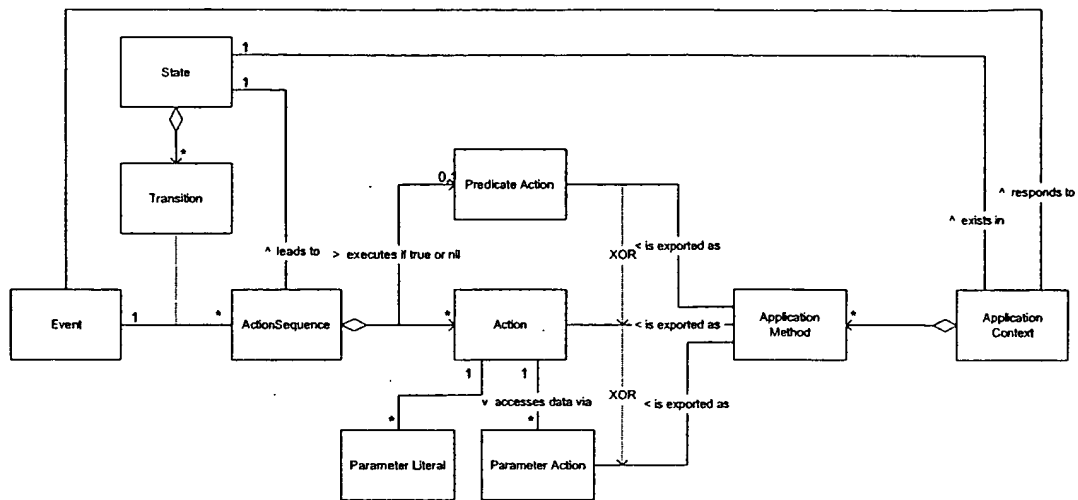 1
State
1
*
0..1
Predicate Action
Transition
^ responds to
^ exists in
^ leads to
> executes if true or nil
XOR
< is exported as
Event
1
*
ActionSequence
*
Action
< is exported as
Application
Method
*
Application
Context
1
1
v accesses data via
XOR
< is exported as
*
*
Parameter Literal
Parameter Action